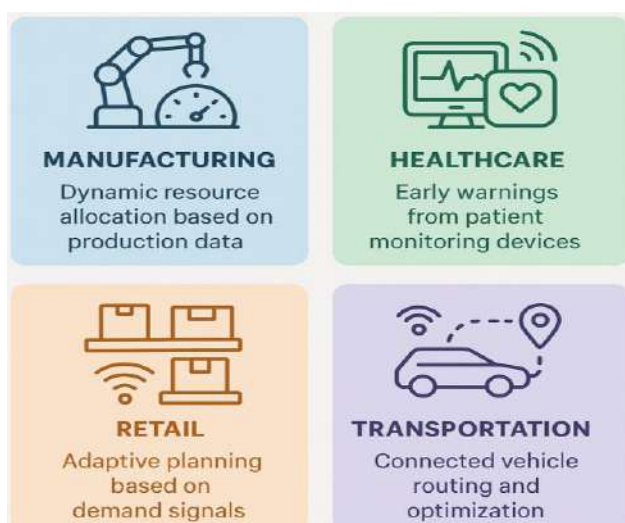 MANUFACTURING
Dynamic resource
allocation based on
production data
HEALTHCARE
Early warnings
from patient
monitoring devices
RETAIL
Adaptive planning
based on
demand signals
TRANSPORTATION
Connected vehicle
routing and
optimization